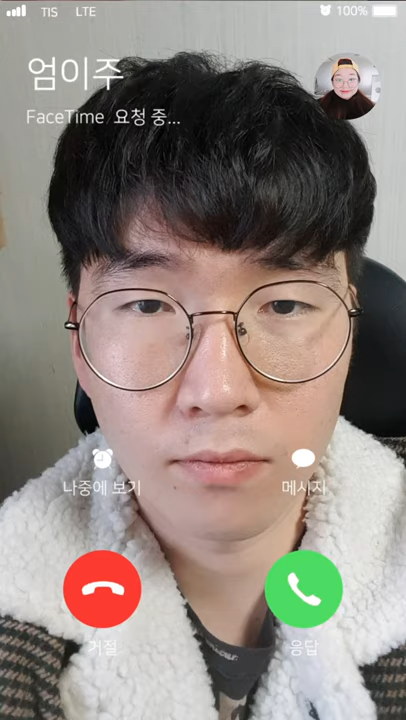 TIS LTE 100%
엄이주
FaceTime 요청 중...
나중에 보기 메시지
거절 응답